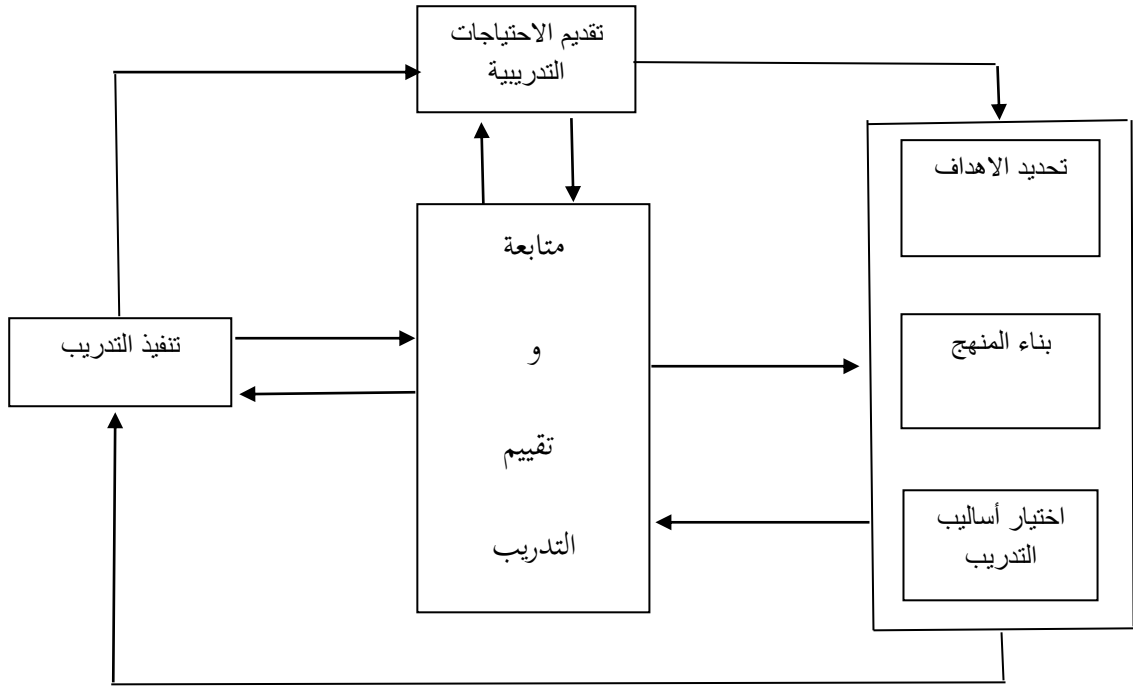 تقديم الاحتياجات
التدريبية
تحديد الاهداف
متابعة
و
تقييم
التدريب
تنفيذ التدريب
بناء المنهج
اختيار أساليب
التدريب